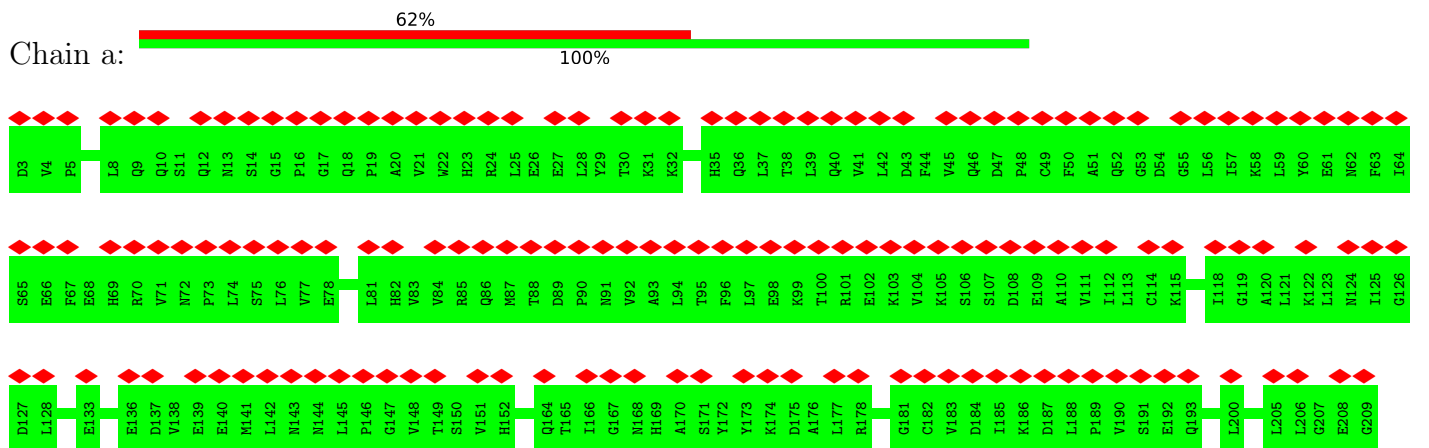 62%
Chain a:
100%
D3 V4 P5 L8 Q9 Q10 S11 Q12 N13 S14 G15 P16 G17 Q18 P19 A20 V21 W22 H23 R24 L25 E26 E27 L28 Y29 T30 K31 K32 H35 Q36 L37 T38 L39 Q40 V41 L42 D43 F44 V45 Q46 D47 P48 C49 F50 A51 Q52 G53 D54 G55 L56 I57 K58 L59 Y60 E61 N62 F63 I64
S65 E66 F67 E68 H69 R70 V71 N72 P73 L74 S75 L76 V77 E78 L81 H82 V83 V84 R85 Q86 M87 T88 D89 P90 N91 V92 A93 L94 T95 F96 L97 E98 K99 T100 R101 E102 K103 V104 K105 S106 S107 D108 E109 A110 V111 I112 L113 C114 K115 I118 G119 A120 L121 K122 L123 N124 I125 G126
D127 L128 E133 E136 D137 V138 E139 E140 M141 L142 N143 N144 L145 P146 G147 V148 T149 S150 V151 H152 Q164 T165 I166 G167 N168 H169 A170 S171 Y172 Y173 K174 D175 A176 L177 R178 G181 C182 V183 D184 I185 K186 D187 L188 P189 V190 S191 E192 Q193 L200 L205 L206 G207 E208 G209